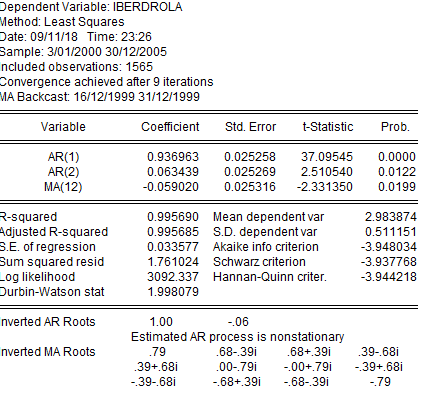 Dependent Variable: IBERDROLA
Method: Least Squares
Date: 09/11/18 Time: 23:26
Sample: 3/01/2000 30/12/2005
Included observations: 1565
Convergence achieved after 9 iterations
MA Backcast: 16/12/1999 31/12/1999
Variable Coefficient Std. Error t-Statistic Prob.
AR(1) 0.936963 0.025258 37.09545 0.0000
AR(2) 0.063439 0.025269 2.510540 0.0122
MA(12) -0.059020 0.025316 -2.331350 0.0199
R-squared 0.995690 Mean dependent var 2.983874
Adjusted R-squared 0.995685 S.D. dependent var 0.511151
S.E. of regression 0.033577 Akaike info criterion -3.948034
Sum squared resid 1.761024 Schwarz criterion -3.937768
Log likelihood 3092.337 Hannan-Quinn criter. -3.944218
Durbin-Watson stat 1.998079
Inverted AR Roots 1.00 -.06
Estimated AR process is nonstationary
Inverted MA Roots .79 .68-.39i .68+.39i .39-.68i
.39+.68i .00-.79i -.00+.79i -.39+.68i
-.39-.68i -.68+.39i -.68-.39i -.79